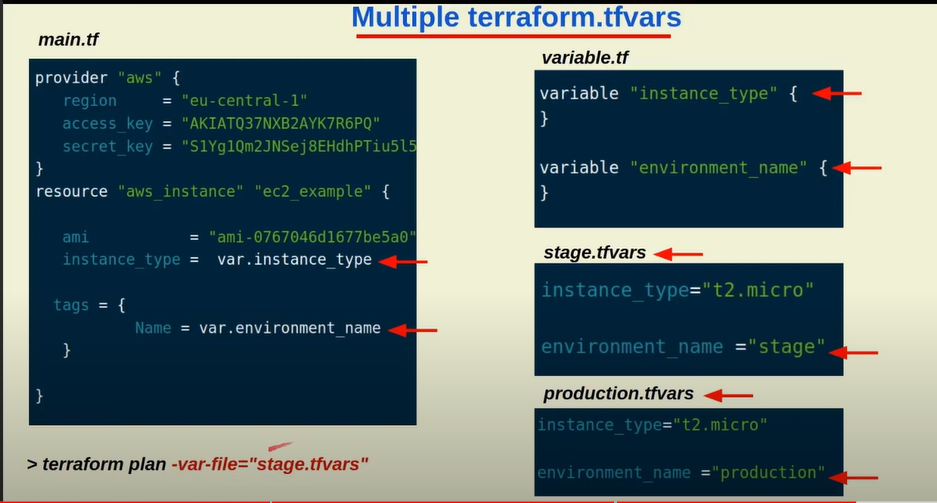 Multiple terraform.tfvars
main.tf
provider "aws" {
region = "eu-central-1"
access_key = "AKIATQ37NXB2AYK7R6PQ"
secret_key = "S1Yg1Qm2JNSej8EHdhPTiu5l5
}
resource "aws_instance" "ec2_example" {
ami = "ami-0767046d1677be5a0"
instance_type = var.instance_type
tags = {
Name = var.environment_name
}
}
> terraform plan -var-file="stage.tfvars"
variable.tf
variable "instance_type" {
}
variable "environment_name" {
}
stage.tfvars
instance_type="t2.micro"
environment_name ="stage"
production.tfvars
instance_type="t2.micro"
environment_name ="production"